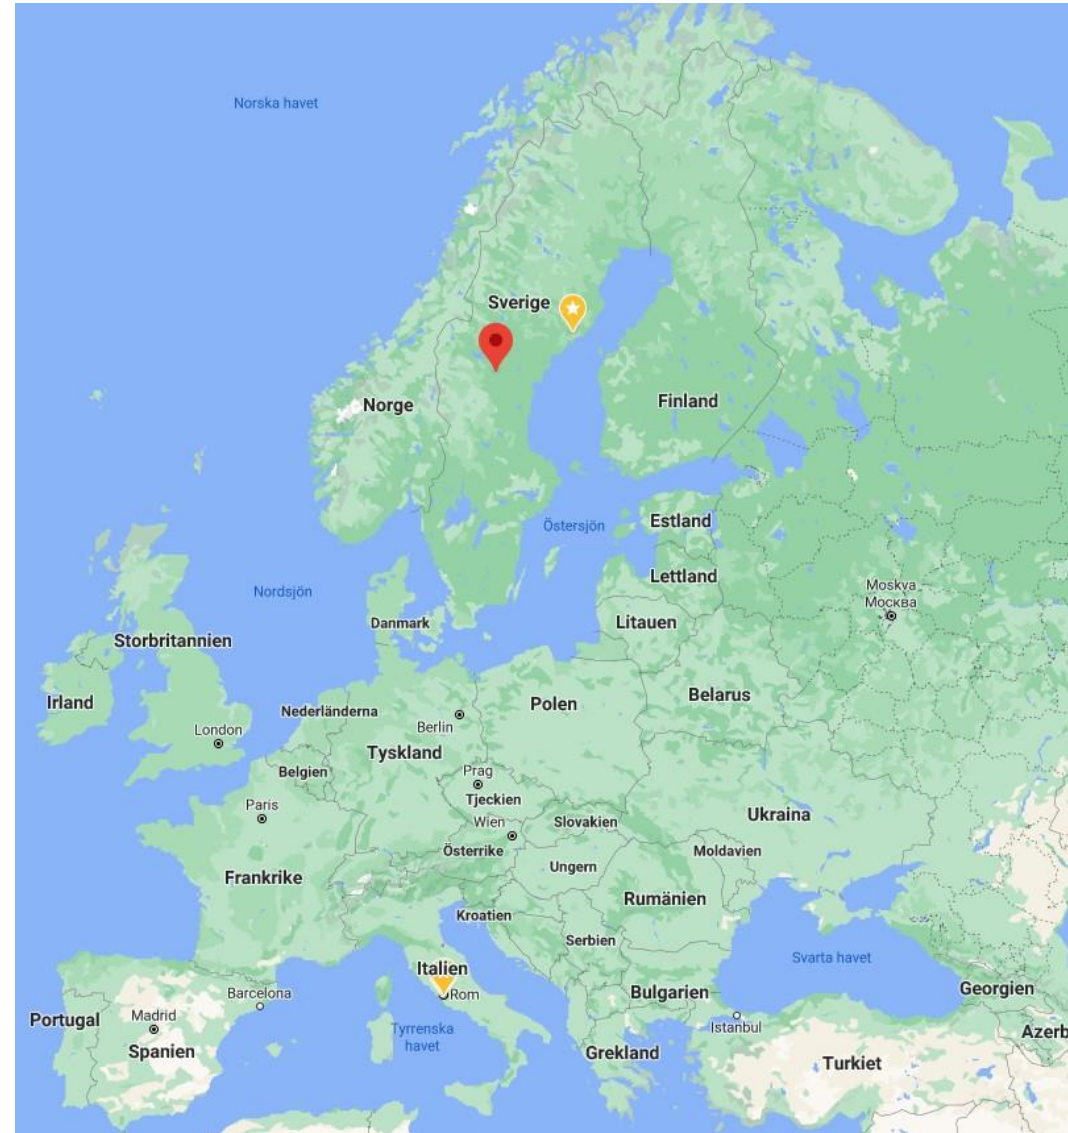 Norska havet
Sverige
Norge
Finland
Östersjön
Estland
Nordsjön
Lettland
Moskva
Москва
Danmark
Litauen
Storbritannien
Irland
Nederländerna
Polen
Belarus
London
Berlin
Tyskland
Belgien
Prag
Tjeckien
Paris
Wien
Slovakien
Ukraina
Österrike
Moldavien
Ungern
Frankrike
Rumänien
Kroatien
Serbien
Svarta havet
Italien
Barcelona
Rom
Bulgarien
Georgien
Portugal
Madrid
Tyrrenska
havet
Istanbul
Azerb
Spanien
Grekland
Turkiet